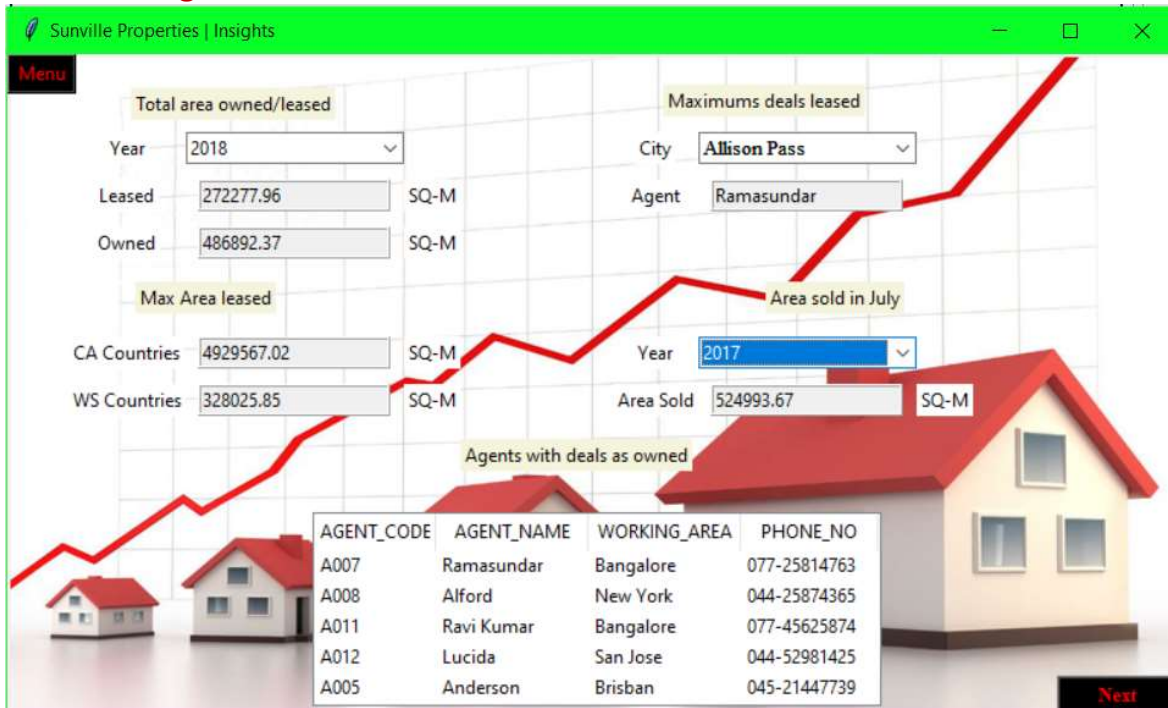 Sunville Properties | Insights
Menu
Total area owned/leased
Year 2018
Leased 272277.96 SQ-M
Owned 486892.37 SQ-M
Max Area leased
CA Countries 4929567.02 SQ-M
WS Countries 328025.85 SQ-M
Maximums deals leased
City Allison Pass
Agent Ramasundar
Area sold in July
Year 2017
Area Sold 524993.67 SQ-M
Agents with deals as owned
AGENT_CODE AGENT_NAME WORKING_AREA PHONE_NO
A007 Ramasundar Bangalore 077-25814763
A008 Alford New York 044-25874365
A011 Ravi Kumar Bangalore 077-45625874
A012 Lucida San Jose 044-52981425
A005 Anderson Brisban 045-21447739
Next